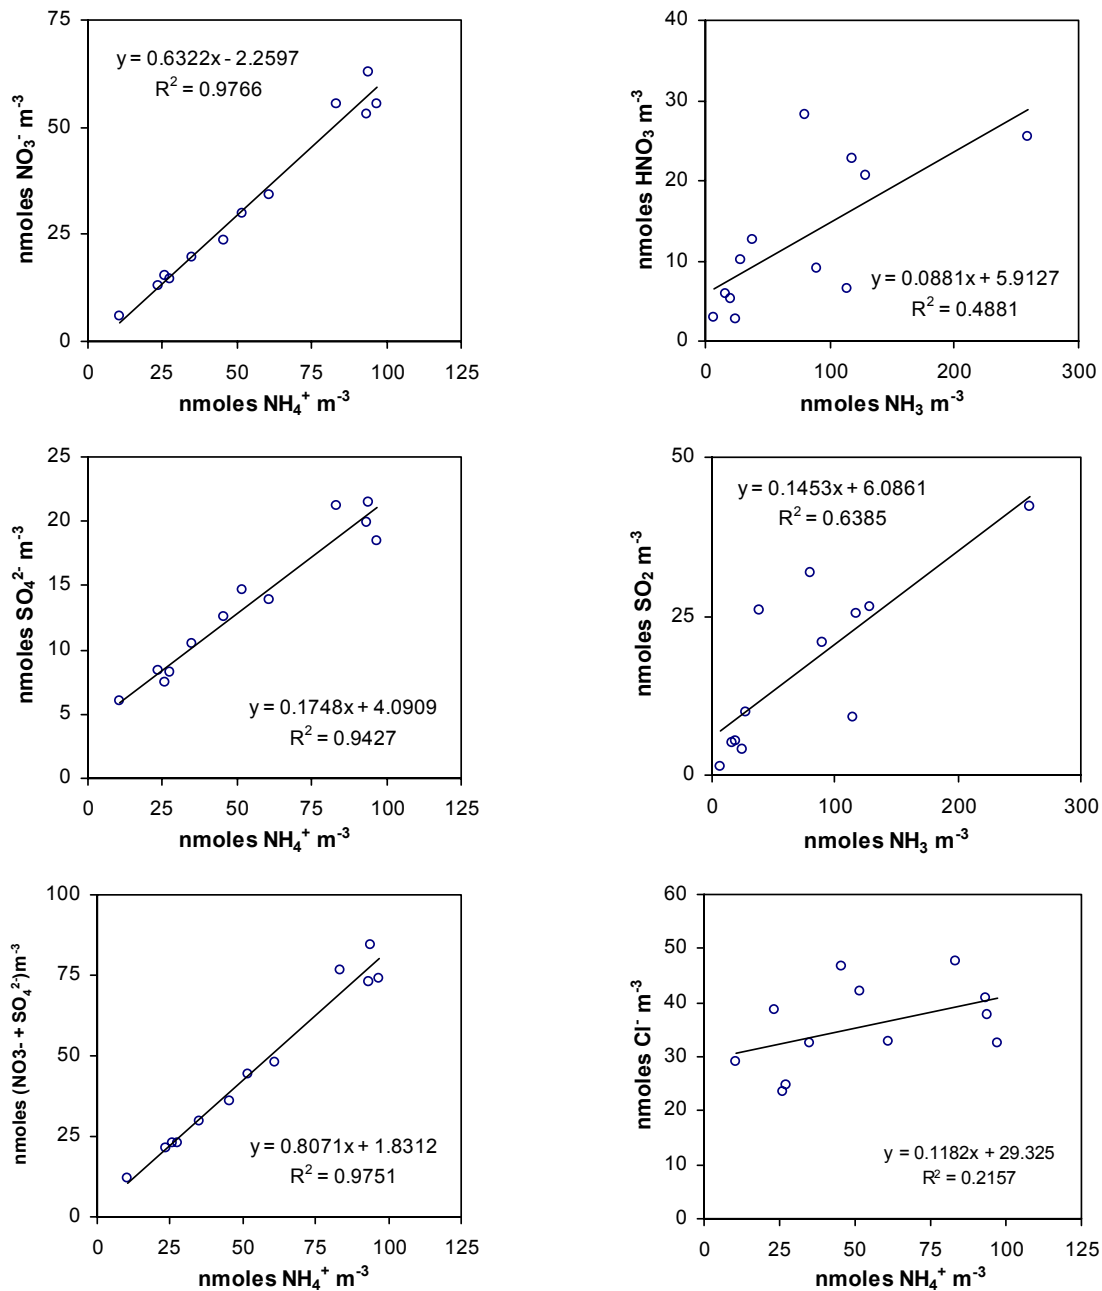 75
50
25
0
nmoles NO₃⁻ m⁻³
y = 0.6322x - 2.2597
R² = 0.9766
0 25 50 75 100 125
nmoles NH₄⁺ m⁻³
40
30
20
10
0
nmoles HNO₃ m⁻³
y = 0.0881x + 5.9127
R² = 0.4881
0 100 200 300
nmoles NH₃ m⁻³
25
20
15
10
5
0
nmoles SO₄²⁻ m⁻³
y = 0.1748x + 4.0909
R² = 0.9427
0 25 50 75 100 125
nmoles NH₄⁺ m⁻³
50
25
0
nmoles SO₂ m⁻³
y = 0.1453x + 6.0861
R² = 0.6385
0 100 200 300
nmoles NH₃ m⁻³
100
75
50
25
0
nmoles (NO3- + SO₄²⁻)m⁻³
y = 0.8071x + 1.8312
R² = 0.9751
0 25 50 75 100 125
nmoles NH₄⁺ m⁻³
60
50
40
30
20
10
0
nmoles Cl⁻ m⁻³
y = 0.1182x + 29.325
R² = 0.2157
0 25 50 75 100 125
nmoles NH₄⁺ m⁻³